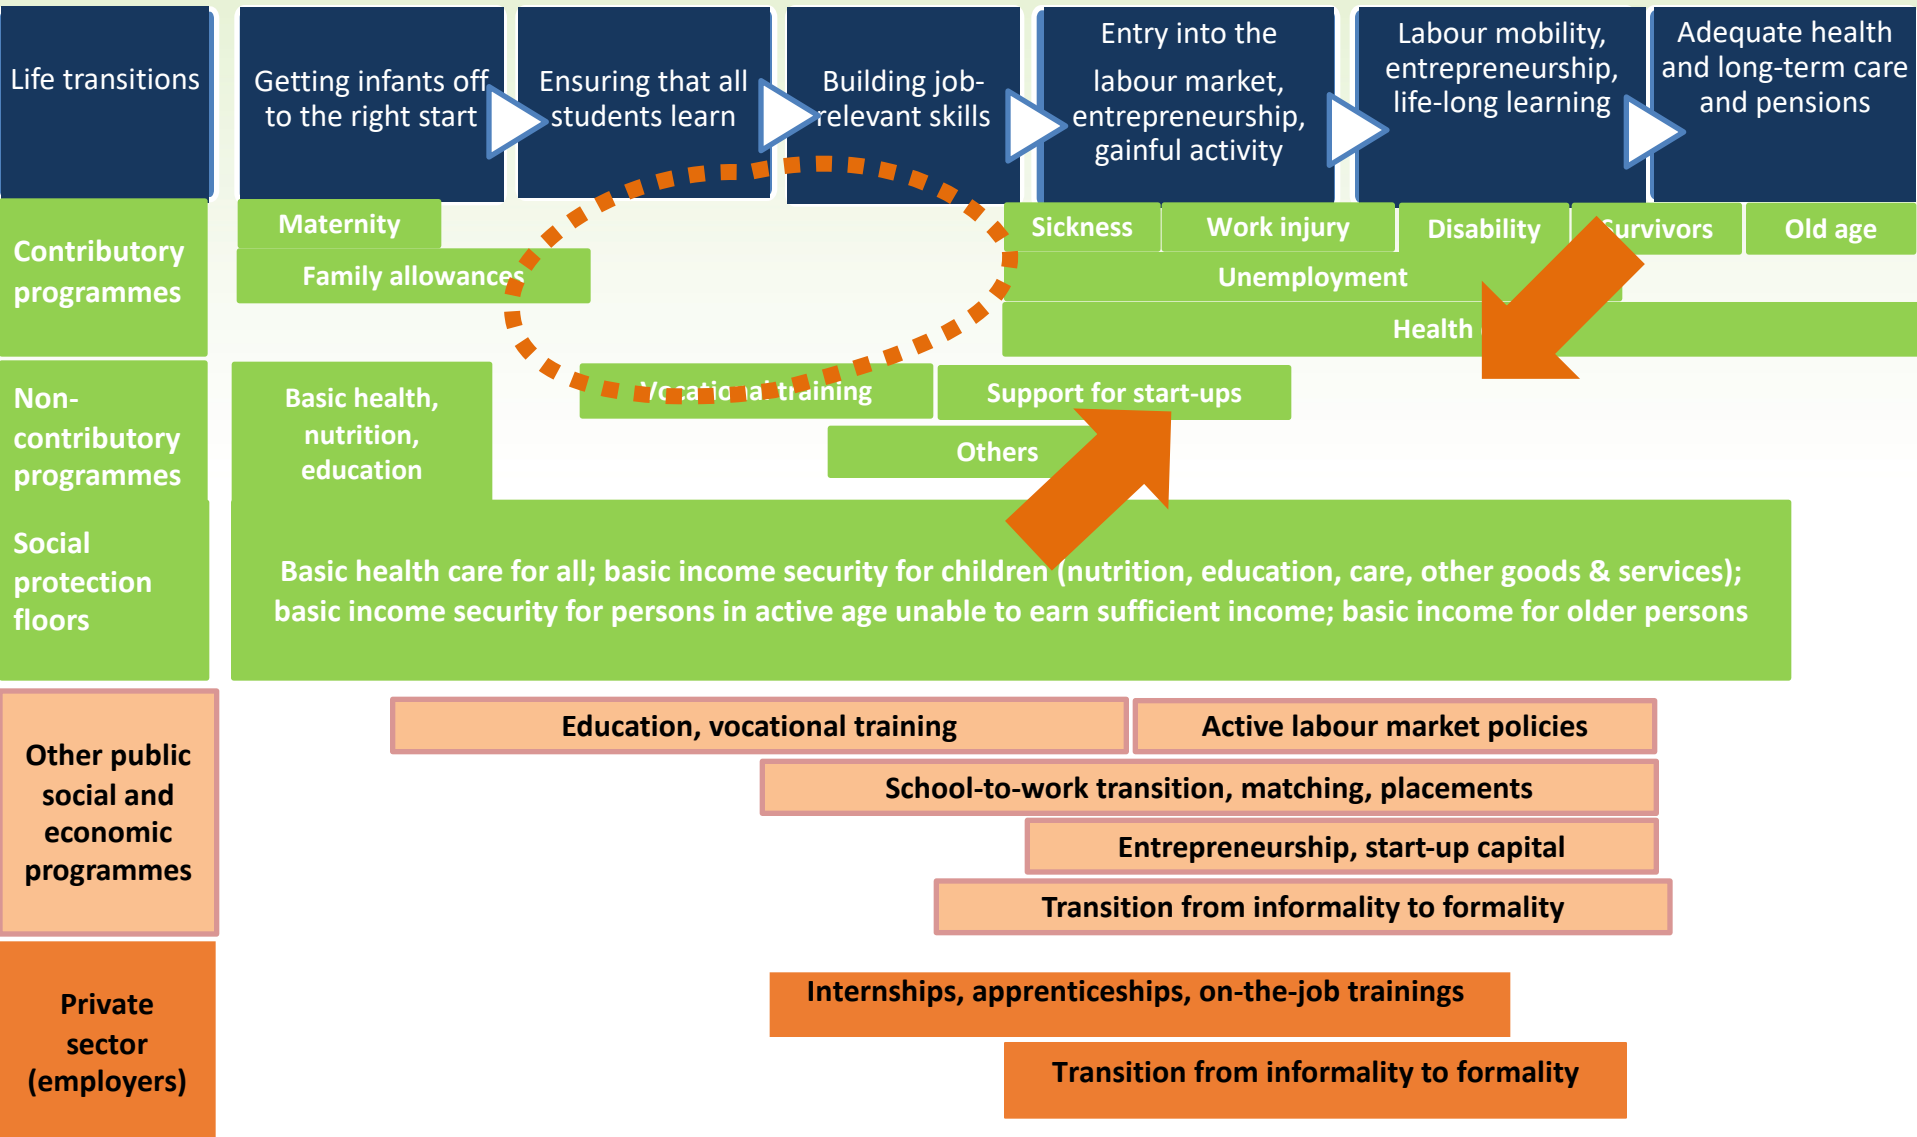 Life transitions
Getting infants off
to the right start
Ensuring that all
students learn
Building job-
relevant skills
Entry into the
labour market,
entrepreneurship,
gainful activity
Labour mobility,
entrepreneurship,
life-long learning
Adequate health
and long-term care
and pensions
Contributory
programmes
Maternity
Family allowances
Sickness
Work injury
Disability
Survivors
Old age
Unemployment
Health
Non-
contributory
programmes
Basic health,
nutrition,
education
Vocational training
Support for start-ups
Others
Social
protection
floors
Basic health care for all; basic income security for children (nutrition, education, care, other goods & services);
basic income security for persons in active age unable to earn sufficient income; basic income for older persons
Other public
social and
economic
programmes
Education, vocational training
Active labour market policies
School-to-work transition, matching, placements
Entrepreneurship, start-up capital
Transition from informality to formality
Private
sector
(employers)
Internships, apprenticeships, on-the-job trainings
Transition from informality to formality